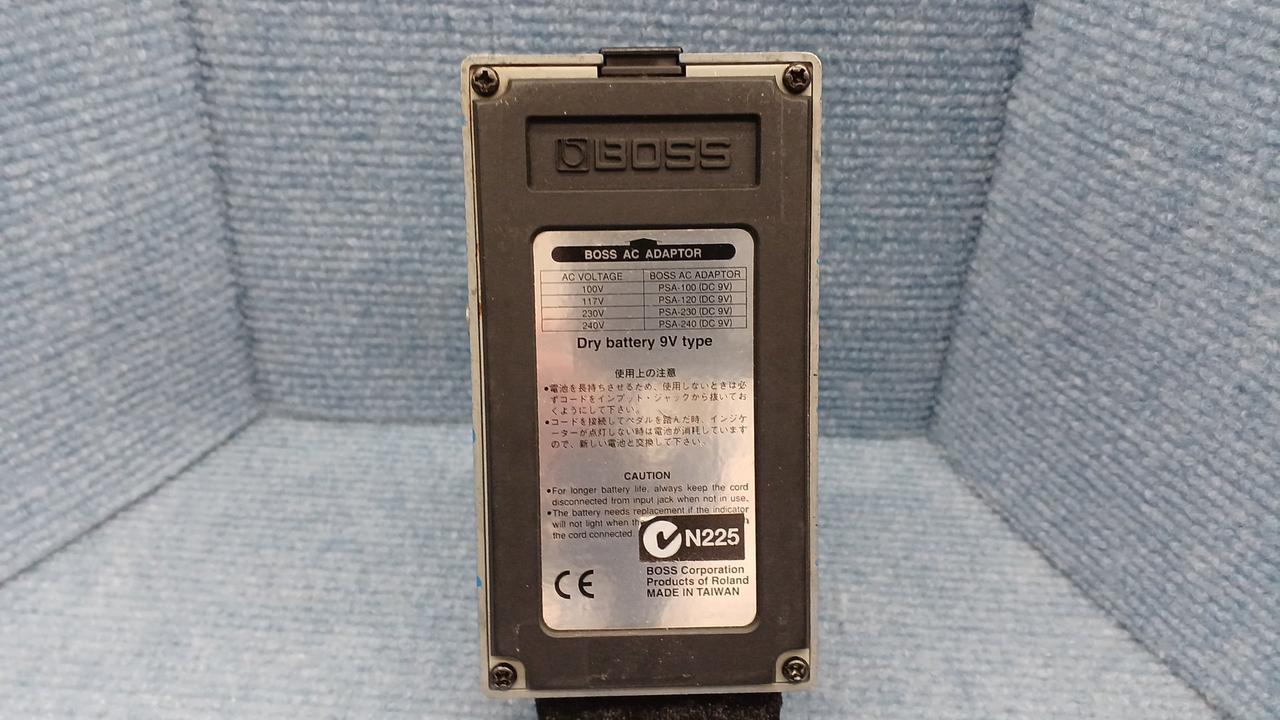 BOSS
BOSS AC ADAPTOR
AC VOLTAGE BOSS AC ADAPTOR
100V PSA-100 (DC 9V)
117V PSA-120 (DC 9V)
230V PSA-230 (DC 9V)
240V PSA-240 (DC 9V)
Dry battery 9V type
使用上の注意
●電池を長持ちさせるため、使用しないときは必
ずコードをインプット・ジャックから抜いてお
くようにして下さい。
●コードを接続してペダルを踏んだ時、インジケ
ーターが点灯しない時は電池が消耗しています
ので、新しい電池と交換して下さい。
CAUTION
●For longer battery life, always keep the cord
disconnected from input jack when not in use.
●The battery needs replacement if the indicator
will not light when
the cord connected.
N225
BOSS Corporation
Products of Roland
MADE IN TAIWAN
CE